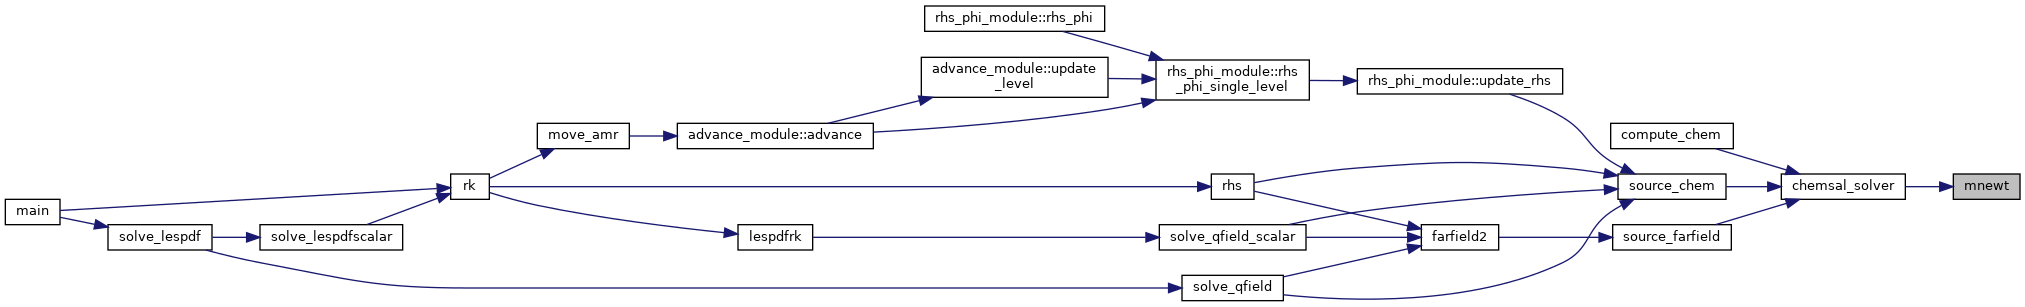 rhs_phi_module::rhs_phi
advance_module::update
_level
rhs_phi_module::rhs
_phi_single_level
rhs_phi_module::update_rhs
move_amr
advance_module::advance
compute_chem
main
rk
rhs
source_chem
chemsal_solver
mnewt
solve_lespdf
solve_lespdfscalar
lespdfrk
solve_qfield_scalar
farfield2
source_farfield
solve_qfield